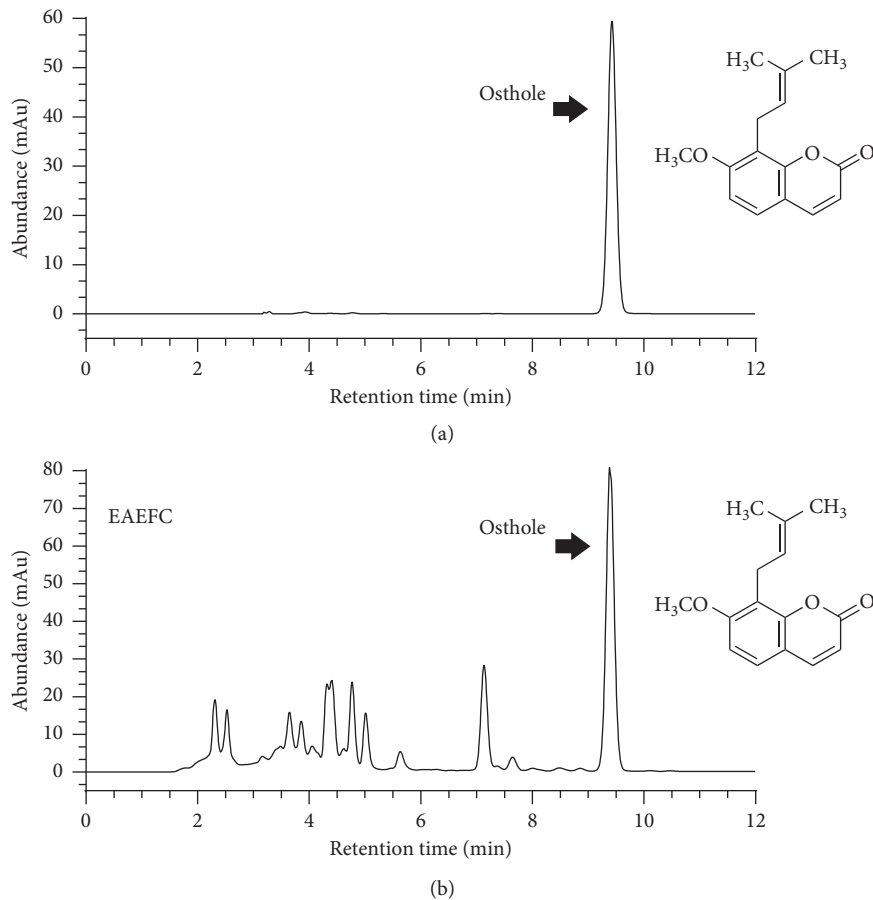 60
50
40
30
20
10
0
Abundance (mAu)
Osthole
H₃C
CH₃
H₃CO
O
O
0 2 4 6 8 10 12
Retention time (min)
(a)
80
70
60
50
40
30
20
10
0
Abundance (mAu)
EAEFC
Osthole
H₃C
CH₃
H₃CO
O
O
0 2 4 6 8 10 12
Retention time (min)
(b)